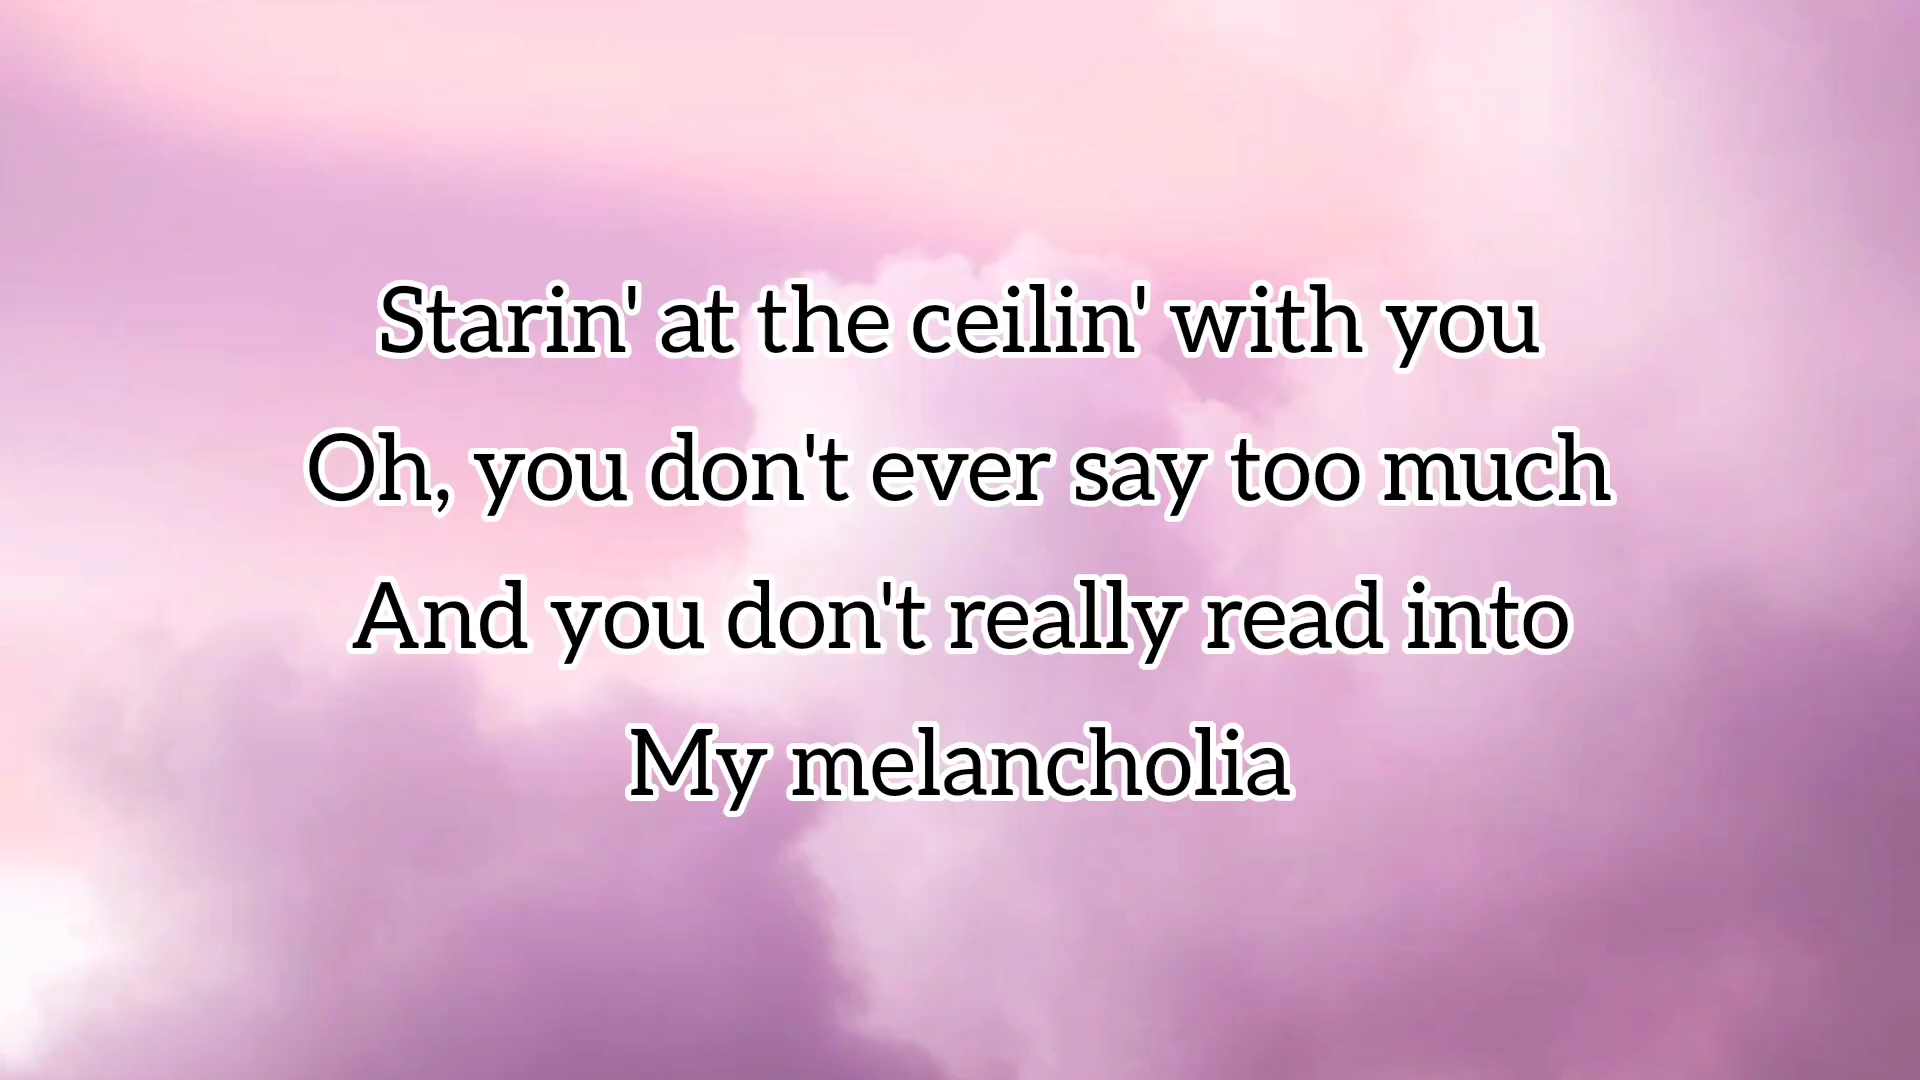 Starin' at the ceilin' with you
Oh, you don't ever say too much
And you don't really read into
My melancholia